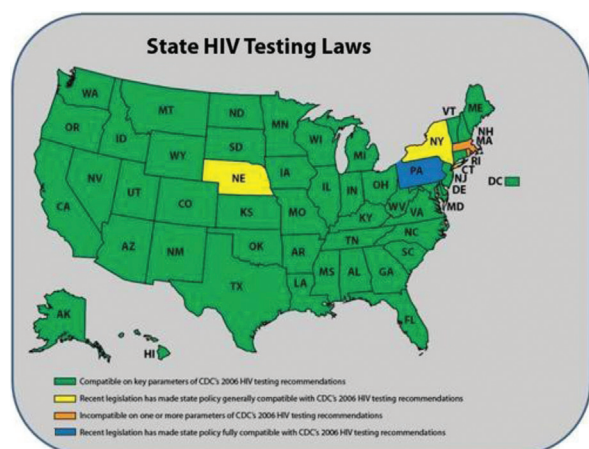 State HIV Testing Laws
WA
MT
ND
MN
VT
ME
OR
ID
SD
WI
MI
NY
NH
MA
WY
RI
CT
NE
IA
PA
NJ
DE
DC
NV
UT
CO
IL
IN
OH
MD
CA
KS
MO
WV
VA
KY
AZ
NM
OK
AR
TN
NC
SC
TX
LA
MS
AL
GA
FL
AK
HI
Compatible on key parameters of CDC's 2006 HIV testing recommendations
Recent legislation has made state policy generally compatible with CDC's 2006 HIV testing recommendations
Incompatible on one or more parameters of CDC's 2006 HIV testing recommendations
Recent legislation has made state policy fully compatible with CDC's 2006 HIV testing recommendations